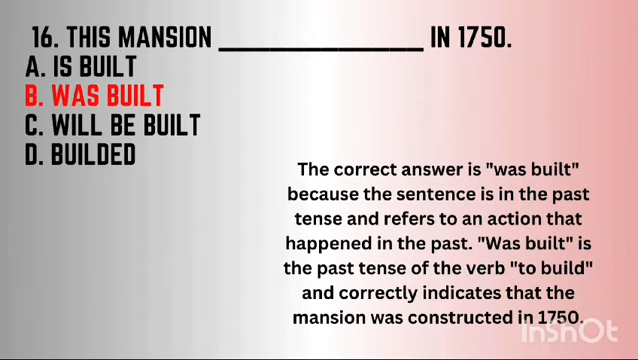 16. THIS MANSION ____________________ IN 1750.
A. IS BUILT
B. WAS BUILT
C. WILL BE BUILT
D. BUILDED
The correct answer is "was built"
because the sentence is in the past
tense and refers to an action that
happened in the past. "Was built" is
the past tense of the verb "to build"
and correctly indicates that the
mansion was constructed in 1750.
inshOt